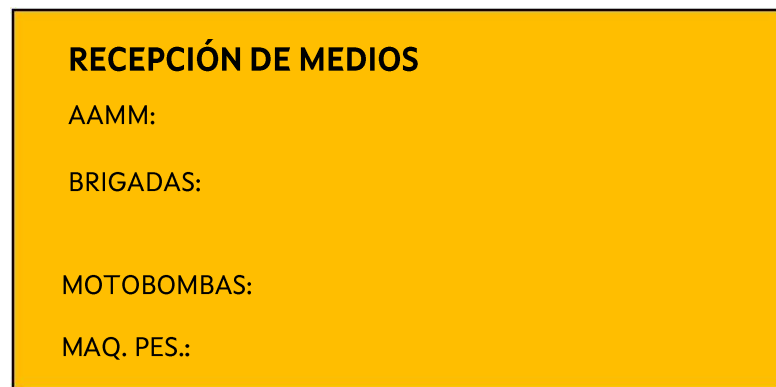 RECEPCIÓN DE MEDIOS
AAMM:
BRIGADAS:
MOTOBOMBAS:
MAQ. PES.: